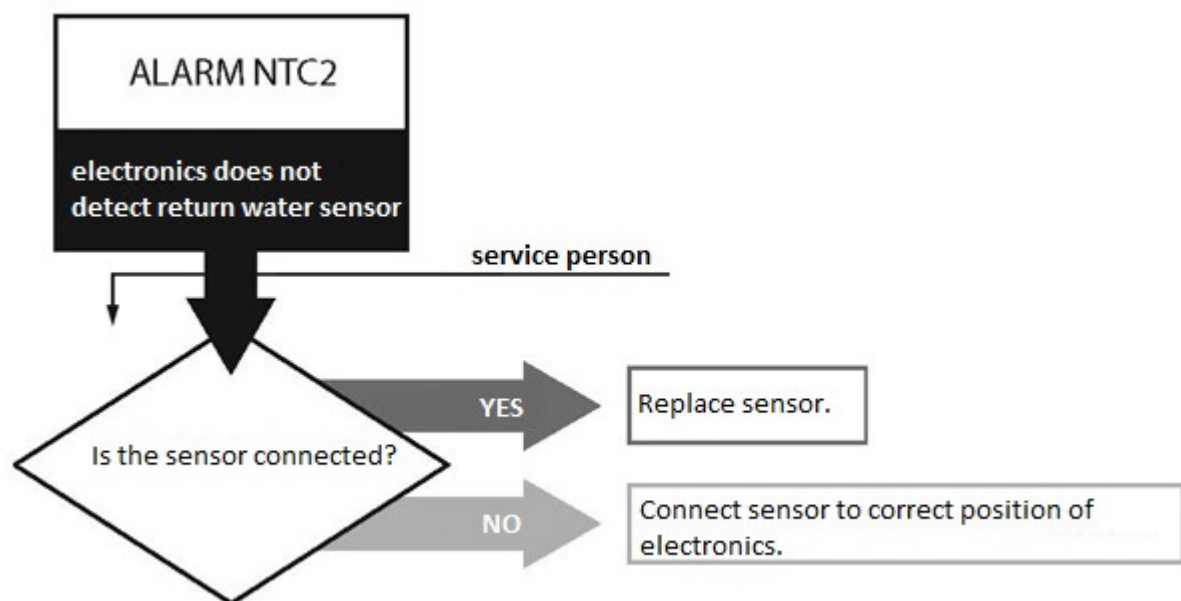 ALARM NTC2
electronics does not
detect return water sensor
service person
Is the sensor connected?
YES
Replace sensor.
NO
Connect sensor to correct position of
electronics.